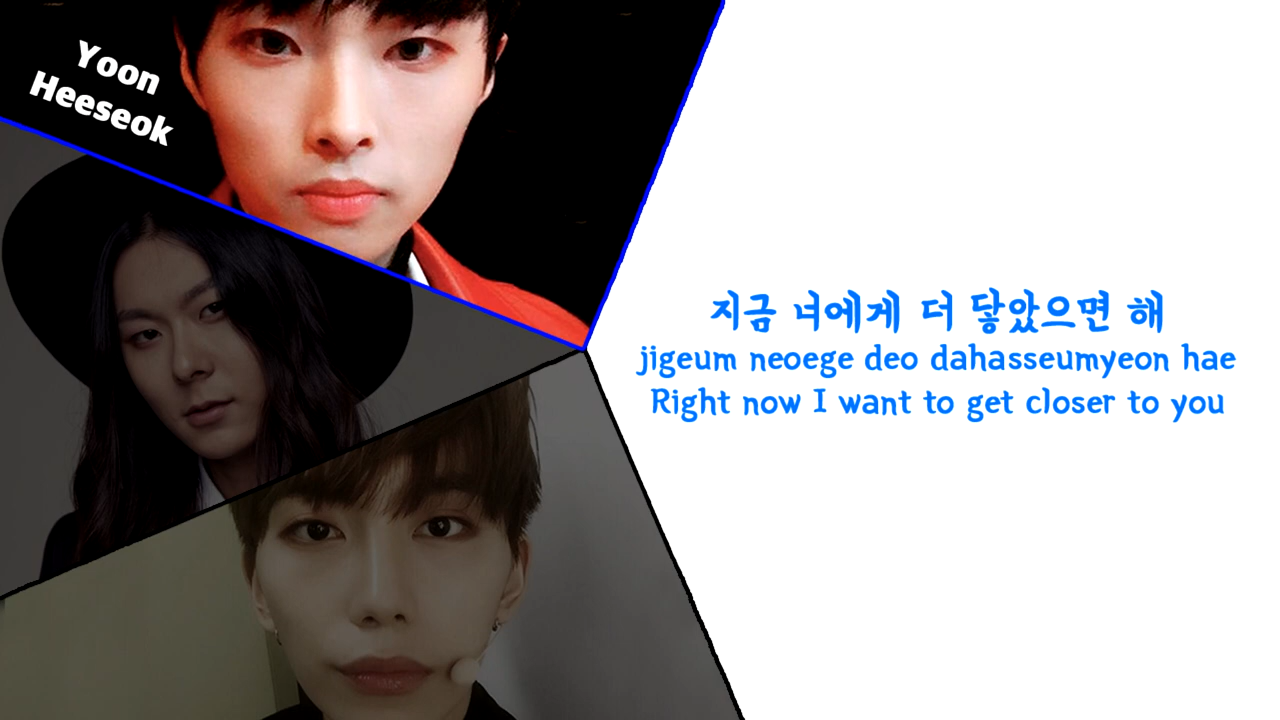 Yoon
Heeseok
지금 너에게 더 닿았으면 해
jigeum neoege deo dahasseumyeon hae
Right now I want to get closer to you